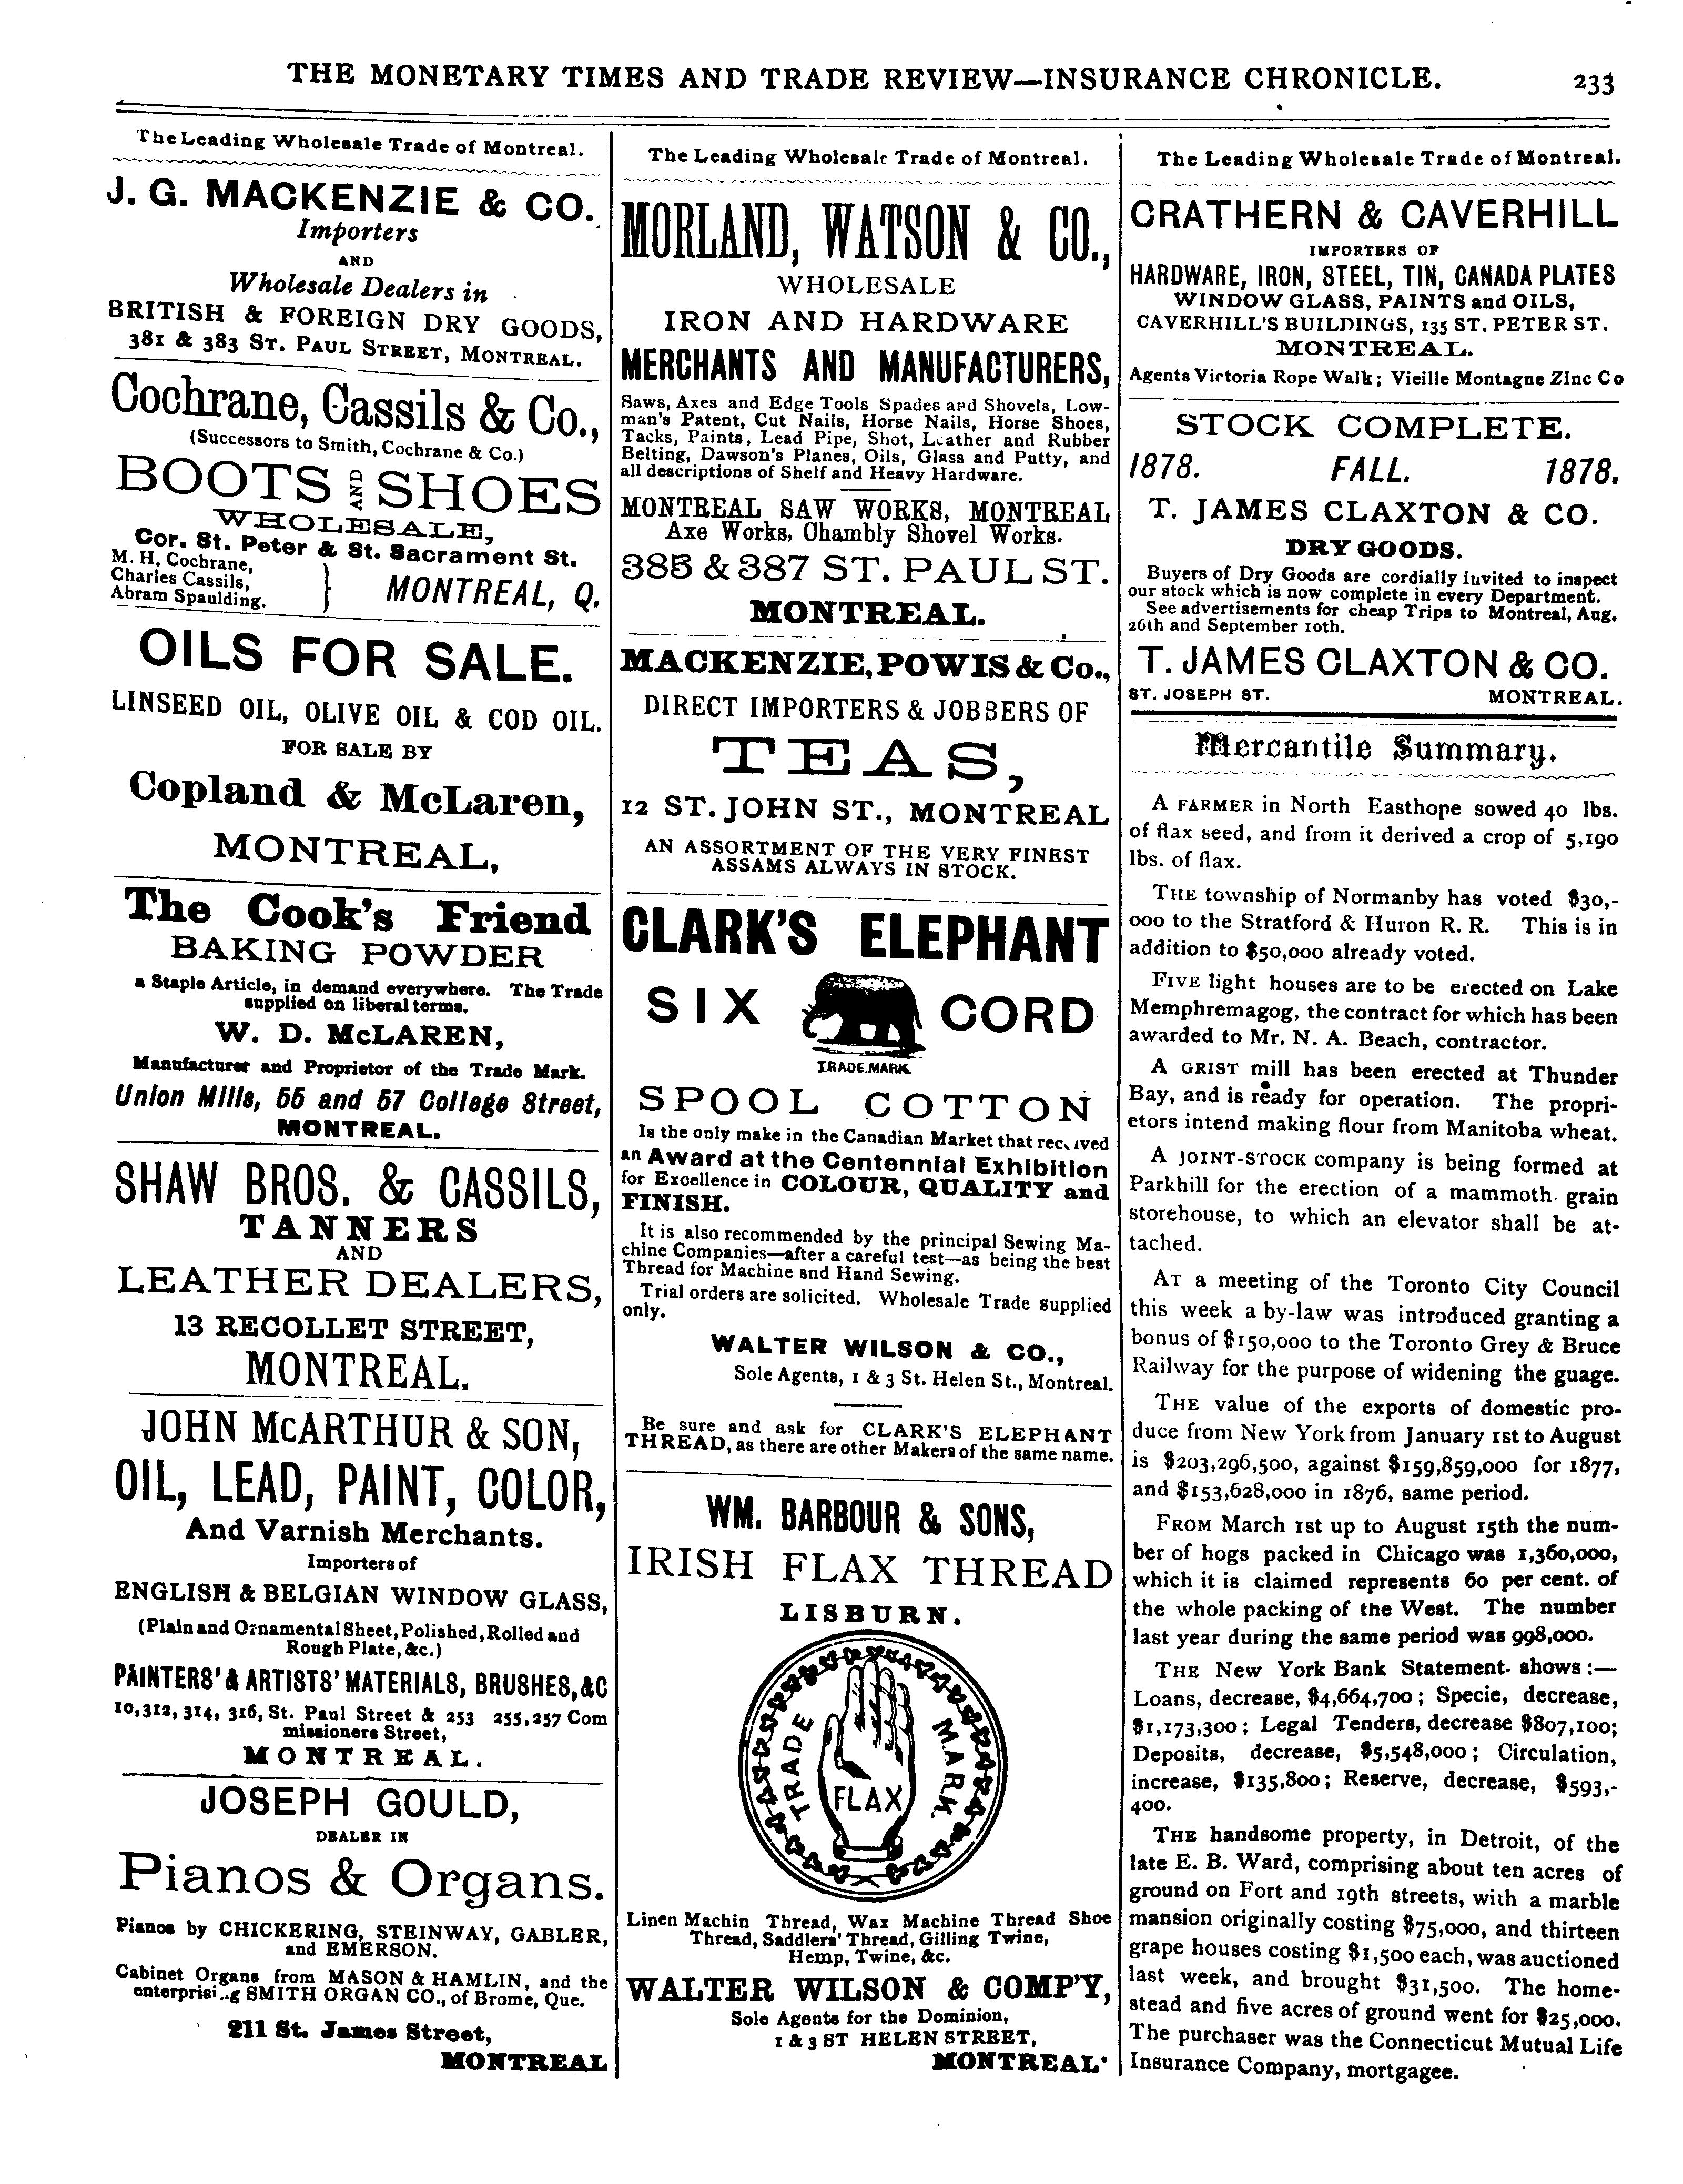 THE MONETARY TIMES AND TRADE REVIEW—INSURANCE CHRONICLE. 233
The Leading Wholesale Trade of Montreal.
J. G. MACKENZIE & CO.
Importers
AND
Wholesale Dealers in
BRITISH & FOREIGN DRY GOODS,
381 & 383 ST. PAUL STREET, MONTREAL.
Cochrane, Cassils & Co.,
(Successors to Smith, Cochrane & Co.)
BOOTS AND SHOES
WHOLESALE,
Cor. St. Peter & St. Sacrament St.
M. H. Cochrane,
Charles Cassils,
Abram Spaulding.
MONTREAL, Q.
OILS FOR SALE.
LINSEED OIL, OLIVE OIL & COD OIL.
FOR SALE BY
Copland & McLaren,
MONTREAL,
The Cook's Friend
BAKING POWDER
a Staple Article, in demand everywhere. The Trade
supplied on liberal terms.
W. D. McLAREN,
Manufacturer and Proprietor of the Trade Mark.
Union Mills, 55 and 57 College Street,
MONTREAL.
SHAW BROS. & CASSILS,
TANNERS
AND
LEATHER DEALERS,
13 RECOLLET STREET,
MONTREAL.
JOHN McARTHUR & SON,
OIL, LEAD, PAINT, COLOR,
And Varnish Merchants.
Importers of
ENGLISH & BELGIAN WINDOW GLASS,
(Plain and Ornamental Sheet, Polished, Rolled and
Rough Plate, &c.)
PAINTERS' & ARTISTS' MATERIALS, BRUSHES, &C
10,312, 314, 316, St. Paul Street & 253 255,257 Com
missioners Street,
MONTREAL.
JOSEPH GOULD,
DEALER IN
Pianos & Organs.
Pianos by CHICKERING, STEINWAY, GABLER,
and EMERSON.
Cabinet Organs from MASON & HAMLIN, and the
SMITH ORGAN CO., of Brome, Que.
211 St. James Street,
MONTREAL
The Leading Wholesale Trade of Montreal.
MORLAND, WATSON & CO.,
WHOLESALE
IRON AND HARDWARE
MERCHANTS AND MANUFACTURERS,
Saws, Axes and Edge Tools Spades and Shovels, Low-
man's Patent, Cut Nails, Horse Nails, Horse Shoes,
Tacks, Paints, Lead Pipe, Shot, Leather and Rubber
Belting, Dawson's Planes, Oils, Glass and Putty, and
all descriptions of Shelf and Heavy Hardware.
MONTREAL SAW WORKS, MONTREAL
Axe Works, Chambly Shovel Works.
385 & 387 ST. PAUL ST.
MONTREAL.
MACKENZIE, POWIS & Co.,
DIRECT IMPORTERS & JOBBERS OF
TEAS,
12 ST. JOHN ST., MONTREAL
AN ASSORTMENT OF THE VERY FINEST
ASSAMS ALWAYS IN STOCK.
CLARK'S ELEPHANT
SIX CORD
TRADE MARK
SPOOL COTTON
Is the only make in the Canadian Market that received
an Award at the Centennial Exhibition
for Excellence in COLOUR, QUALITY and
FINISH.
It is also recommended by the principal Sewing Ma-
chine Companies—after a careful test—as being the best
Thread for Machine snd Hand Sewing.
Trial orders are solicited. Wholesale Trade supplied
only.
WALTER WILSON & CO.,
Sole Agents, 1 & 3 St. Helen St., Montreal.
Be sure and ask for CLARK'S ELEPHANT
THREAD, as there are other Makers of the same name.
WM. BARBOUR & SONS,
IRISH FLAX THREAD
LISBURN.
TRADE MARK.
FLAX
Linen Machin Thread, Wax Machine Thread Shoe
Thread, Saddlers' Thread, Gilling Twine,
Hemp, Twine, &c.
WALTER WILSON & COMP'Y,
Sole Agents for the Dominion,
1 & 3 ST HELEN STREET,
MONTREAL
The Leading Wholesale Trade of Montreal.
CRATHERN & CAVERHILL
IMPORTERS OF
HARDWARE, IRON, STEEL, TIN, CANADA PLATES
WINDOW GLASS, PAINTS and OILS,
CAVERHILL'S BUILDINGS, 135 ST. PETER ST.
MONTREAL.
Agents Victoria Rope Walk; Vieille Montagne Zinc Co
STOCK COMPLETE.
1878. FALL. 1878.
T. JAMES CLAXTON & CO.
DRY GOODS.
Buyers of Dry Goods are cordially iuvited to inspect
our stock which is now complete in every Department.
See advertisements for cheap Trips to Montreal, Aug.
26th and September 10th.
T. JAMES CLAXTON & CO.
ST. JOSEPH ST. MONTREAL.
Mercantile Summary.
A FARMER in North Easthope sowed 40 lbs.
of flax seed, and from it derived a crop of 5,190
lbs. of flax.
THE township of Normanby has voted $30,-
000 to the Stratford & Huron R. R. This is in
addition to $50,000 already voted.
FIVE light houses are to be erected on Lake
Memphremagog, the contract for which has been
awarded to Mr. N. A. Beach, contractor.
A GRIST mill has been erected at Thunder
Bay, and is ready for operation. The propri-
etors intend making flour from Manitoba wheat.
A JOINT-STOCK company is being formed at
Parkhill for the erection of a mammoth grain
storehouse, to which an elevator shall be at-
tached.
AT a meeting of the Toronto City Council
this week a by-law was introduced granting a
bonus of $150,000 to the Toronto Grey & Bruce
Railway for the purpose of widening the guage.
THE value of the exports of domestic pro-
duce from New York from January 1st to August
is $203,296,500, against $159,859,000 for 1877,
and $153,628,000 in 1876, same period.
FROM March 1st up to August 15th the num-
ber of hogs packed in Chicago was 1,360,000,
which it is claimed represents 60 per cent. of
the whole packing of the West. The number
last year during the same period was 998,000.
THE New York Bank Statement shows:—
Loans, decrease, $4,664,700; Specie, decrease,
$1,173,300; Legal Tenders, decrease $807,100;
Deposits, decrease, $5,548,000; Circulation,
increase, $135,800; Reserve, decrease, $593,-
400.
THE handsome property, in Detroit, of the
late E. B. Ward, comprising about ten acres of
ground on Fort and 19th streets, with a marble
mansion originally costing $75,000, and thirteen
grape houses costing $1,500 each, was auctioned
last week, and brought $31,500. The home-
stead and five acres of ground went for $25,000.
The purchaser was the Connecticut Mutual Life
Insurance Company, mortgagee.